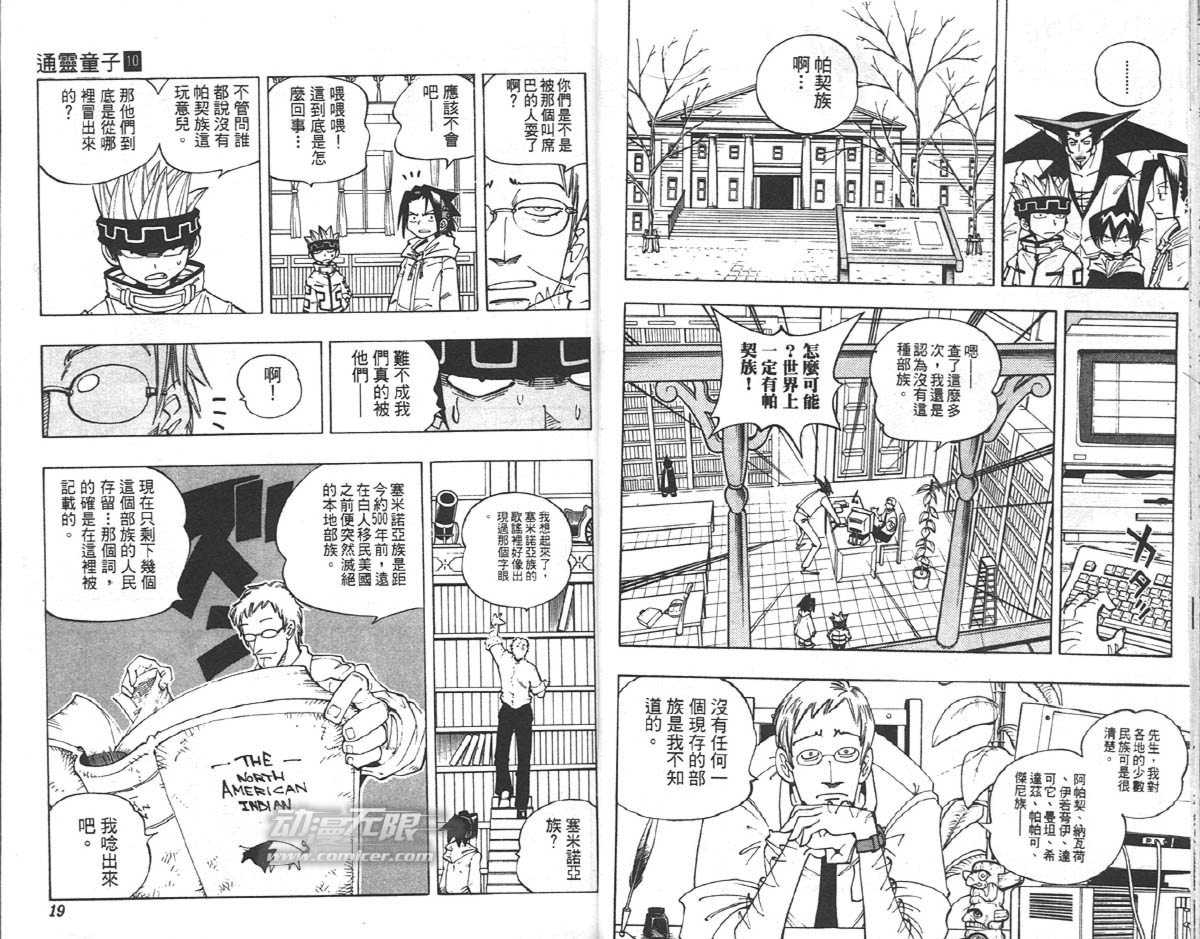 ………
帕契族
啊…
嗯——
查了這麼多
次，我還是
認為沒有這
種部族。
怎麼可能
？世界上
一定有帕
契族！
カタッ
先生，我對
各地的少數
民族可是很
清楚。
阿帕契、納瓦荷
、伊若莠伊、達
可它、曼坦、希
達茲、帕帕可、
傑尼族——
沒有任何一
個現存的部
族是我不知
道的。
通靈童子 10
你們是不是
被那個叫席
巴的人耍了
啊？
應該不會
吧——
喂喂喂！
這到底是怎
麼回事…
不管問誰
都說沒有
帕契族這
玩意兒。
那他們到
底是從哪
裡冒出來
的？
難不成我
們真的被
他們——
啊！
我想起來了，
塞米諾亞族的
歌謠裡好像出
現過那個字眼
。
塞米諾亞
族？
塞米諾亞族是距
今約500年前，遠
在白人移民美國
之前便突然滅絕
的本地部族。
現在只剩下幾個
這個部族的人民
存留…那個詞，
的確是在這裡被
記載的。
THE
NORTH
AMERICAN
INDIAN
我唸出來
吧。
动漫无限
www.comicer.com
19